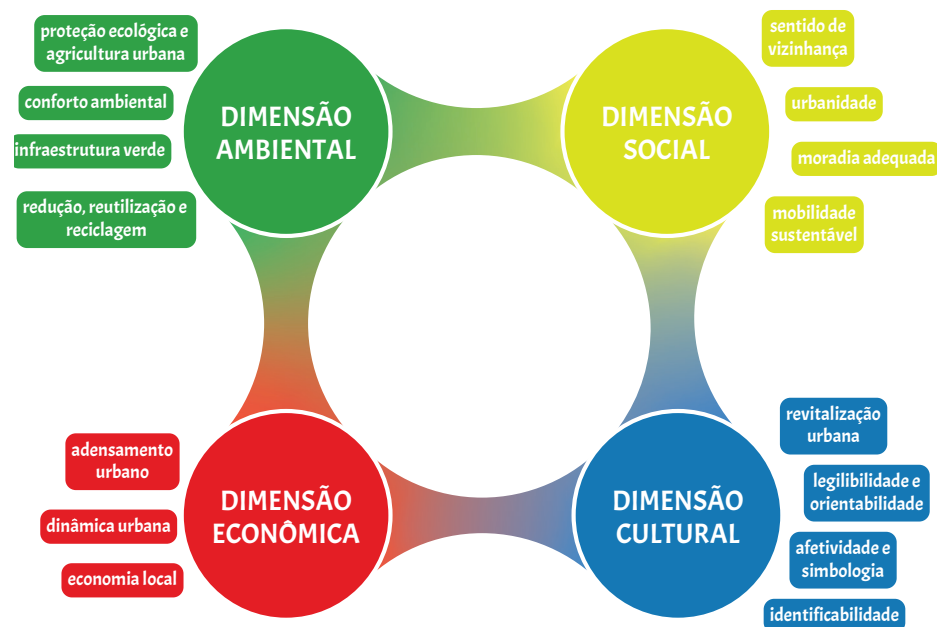 proteção ecológica e
agricultura urbana
conforto ambiental
infraestrutura verde
redução, reutilização e
reciclagem
DIMENSÃO
AMBIENTAL
DIMENSÃO
SOCIAL
sentido de
vizinhança
urbanidade
moradia adequada
mobilidade
sustentável
adensamento
urbano
dinâmica urbana
economia local
DIMENSÃO
ECONÔMICA
DIMENSÃO
CULTURAL
revitalização
urbana
legilibilidade e
orientabilidade
afetividade e
simbologia
identificabilidade